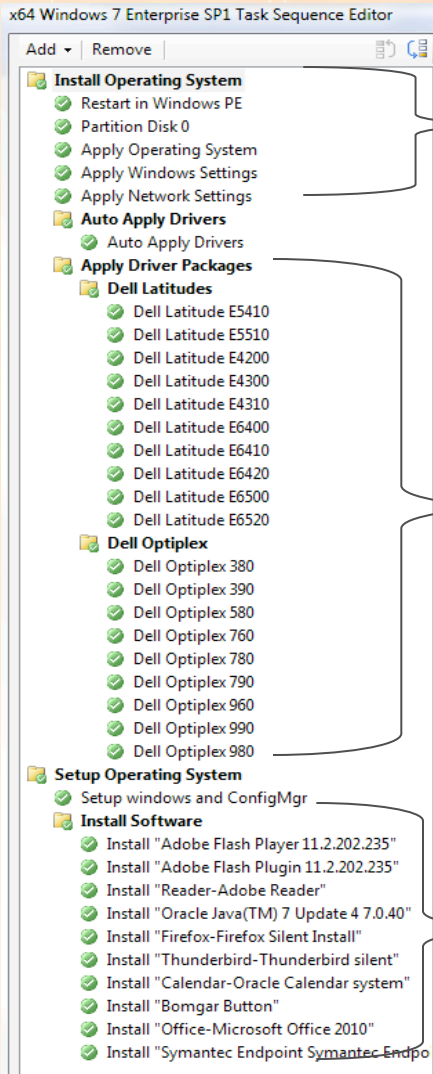 x64 Windows 7 Enterprise SP1 Task Sequence Editor
Add Remove
Install Operating System
Restart in Windows PE
Partition Disk 0
Apply Operating System
Apply Windows Settings
Apply Network Settings
Auto Apply Drivers
Auto Apply Drivers
Apply Driver Packages
Dell Latitudes
Dell Latitude E5410
Dell Latitude E5510
Dell Latitude E4200
Dell Latitude E4300
Dell Latitude E4310
Dell Latitude E6400
Dell Latitude E6410
Dell Latitude E6420
Dell Latitude E6500
Dell Latitude E6520
Dell Optiplex
Dell Optiplex 380
Dell Optiplex 390
Dell Optiplex 580
Dell Optiplex 760
Dell Optiplex 780
Dell Optiplex 790
Dell Optiplex 960
Dell Optiplex 990
Dell Optiplex 980
Setup Operating System
Setup windows and ConfigMgr
Install Software
Install "Adobe Flash Player 11.2.202.235"
Install "Adobe Flash Plugin 11.2.202.235"
Install "Reader-Adobe Reader"
Install "Oracle Java(TM) 7 Update 4 7.0.40"
Install "Firefox-Firefox Silent Install"
Install "Thunderbird-Thunderbird silent"
Install "Calendar-Oracle Calendar system"
Install "Bomgar Button"
Install "Office-Microsoft Office 2010"
Install "Symantec Endpoint Symantec Endpo